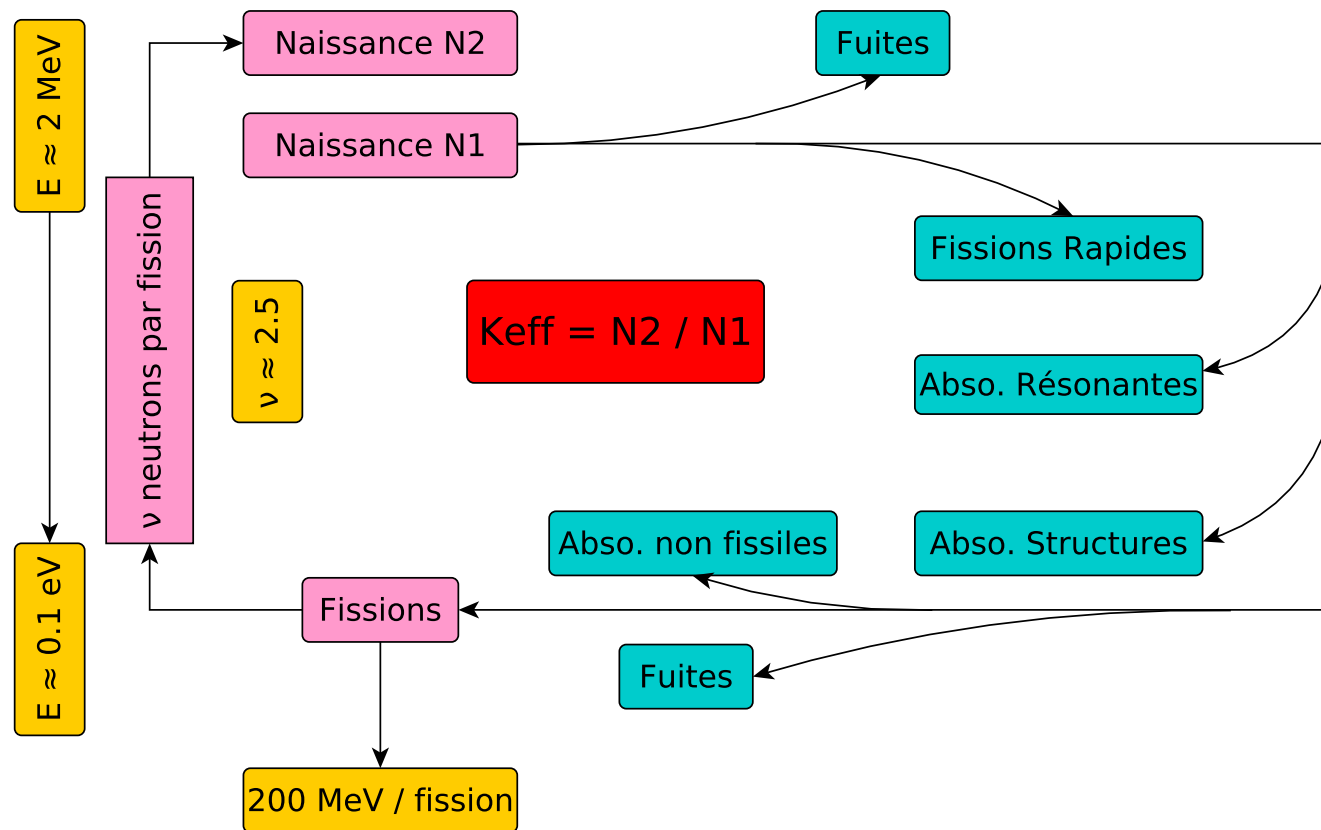 E ≈ 2 MeV
Naissance N2
Fuites
Naissance N1
ν neutrons par fission
Fissions Rapides
ν ≈ 2.5
Keff = N2 / N1
Abso. Résonantes
Abso. non fissiles
Abso. Structures
E ≈ 0.1 eV
Fissions
Fuites
200 MeV / fission